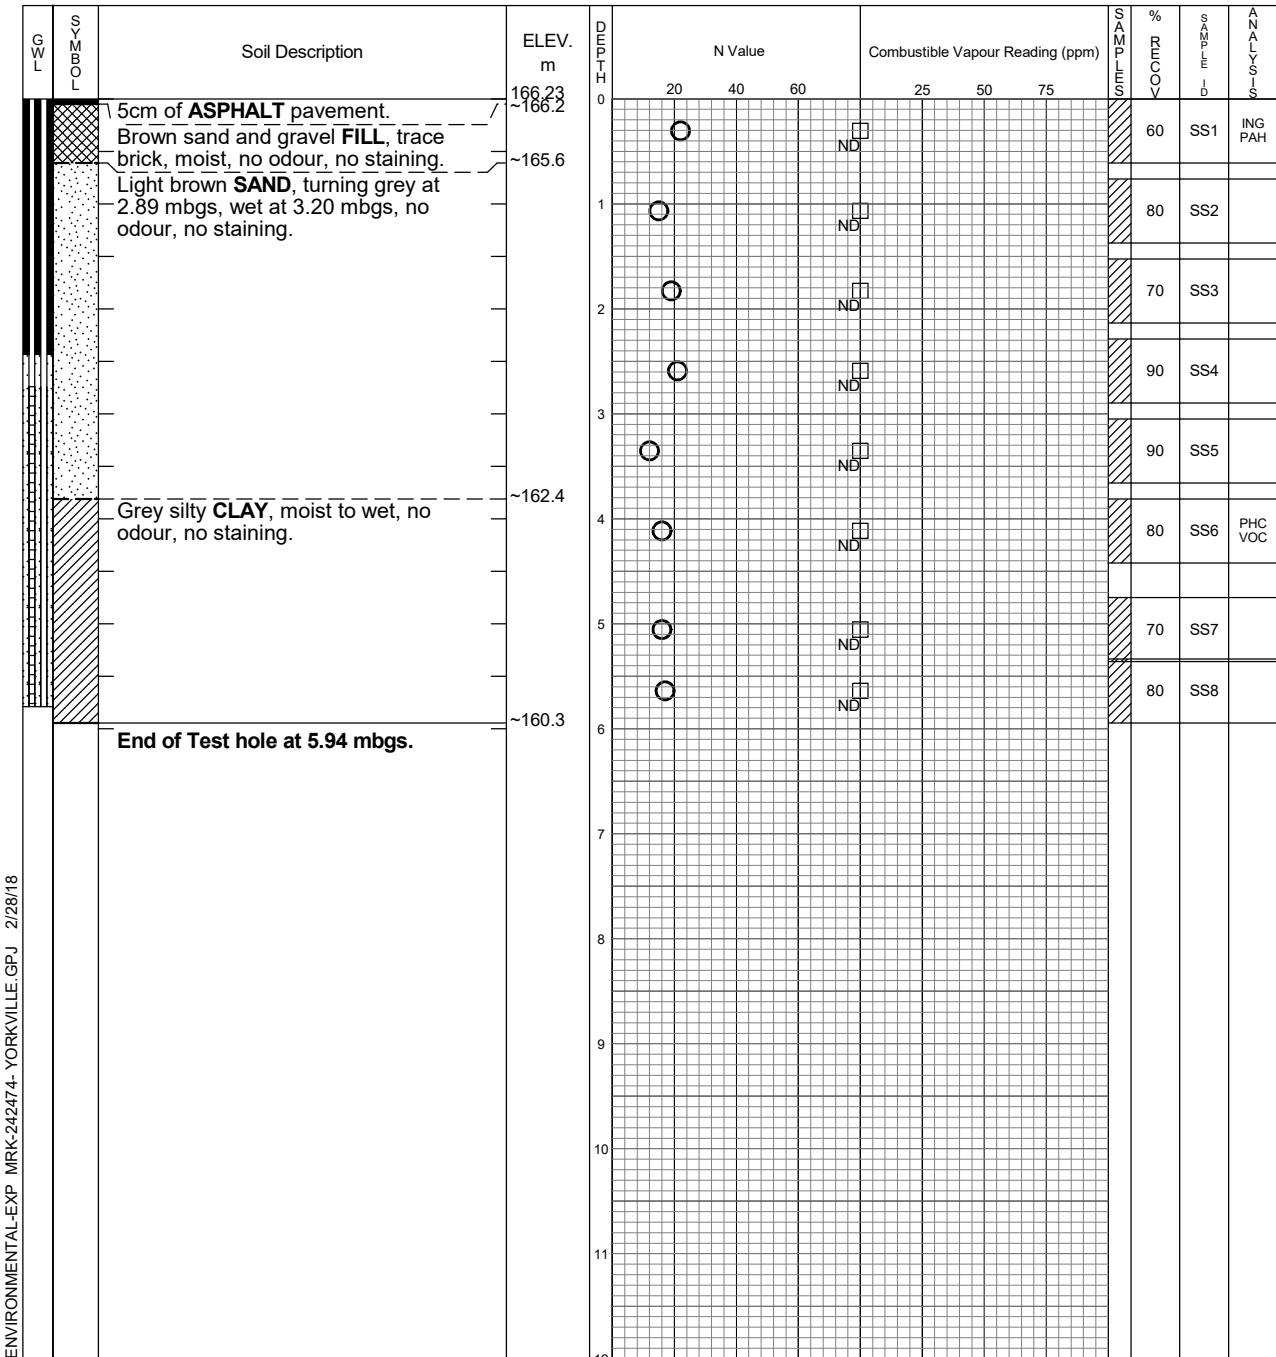 GWL
SYMBOL
Soil Description
ELEV.
m
DEPTH
N Value
Combustible Vapour Reading (ppm)
SAMPLES
% RECOV
SAMPLE ID
ANALYSIS
20 40 60 25 50 75
166.23
0
5cm of ASPHALT pavement.
~166.2
Brown sand and gravel FILL, trace
brick, moist, no odour, no staining.
~165.6
ND
60
SS1
ING
PAH
Light brown SAND, turning grey at
2.89 mbgs, wet at 3.20 mbgs, no
odour, no staining.
1
ND
80
SS2
2
ND
70
SS3
ND
90
SS4
3
ND
90
SS5
~162.4
Grey silty CLAY, moist to wet, no
odour, no staining.
4
ND
80
SS6
PHC
VOC
5
ND
70
SS7
ND
80
SS8
~160.3
End of Test hole at 5.94 mbgs.
6
7
8
9
10
11
ENVIRONMENTAL-EXP MRK-242474- YORKVILLE.GPJ 2/28/18